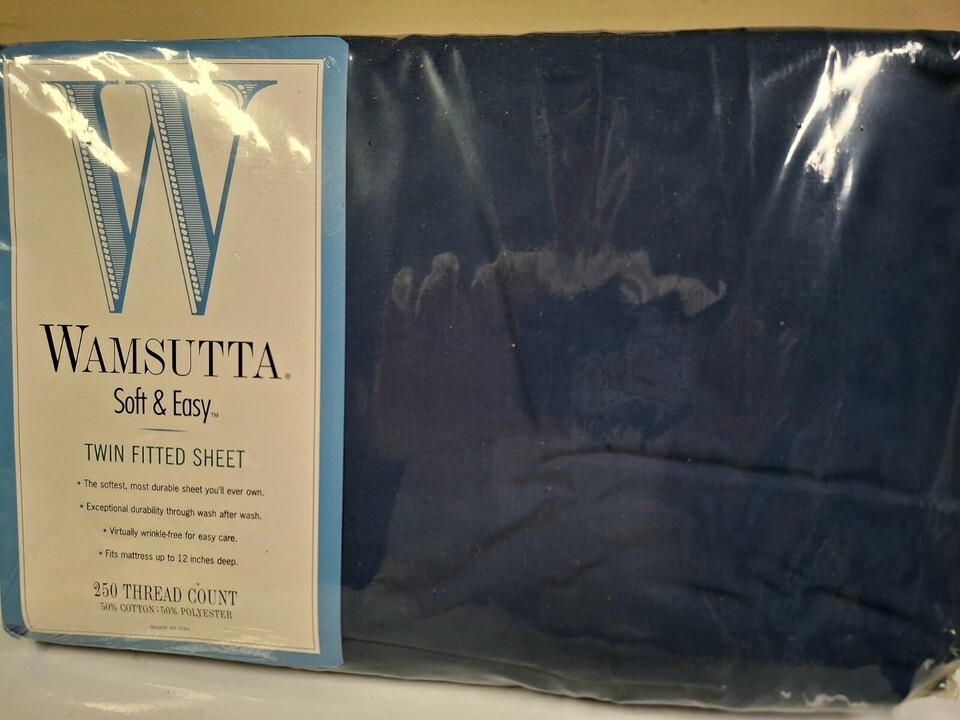 W
WAMSUTTA®
Soft & Easy™
TWIN FITTED SHEET
• The softest, most durable sheet you'll ever own.
• Exceptional durability through wash after wash.
• Virtually wrinkle-free for easy care.
• Fits mattress up to 12 inches deep.
250 THREAD COUNT
50% COTTON • 50% POLYESTER
MADE IN USA